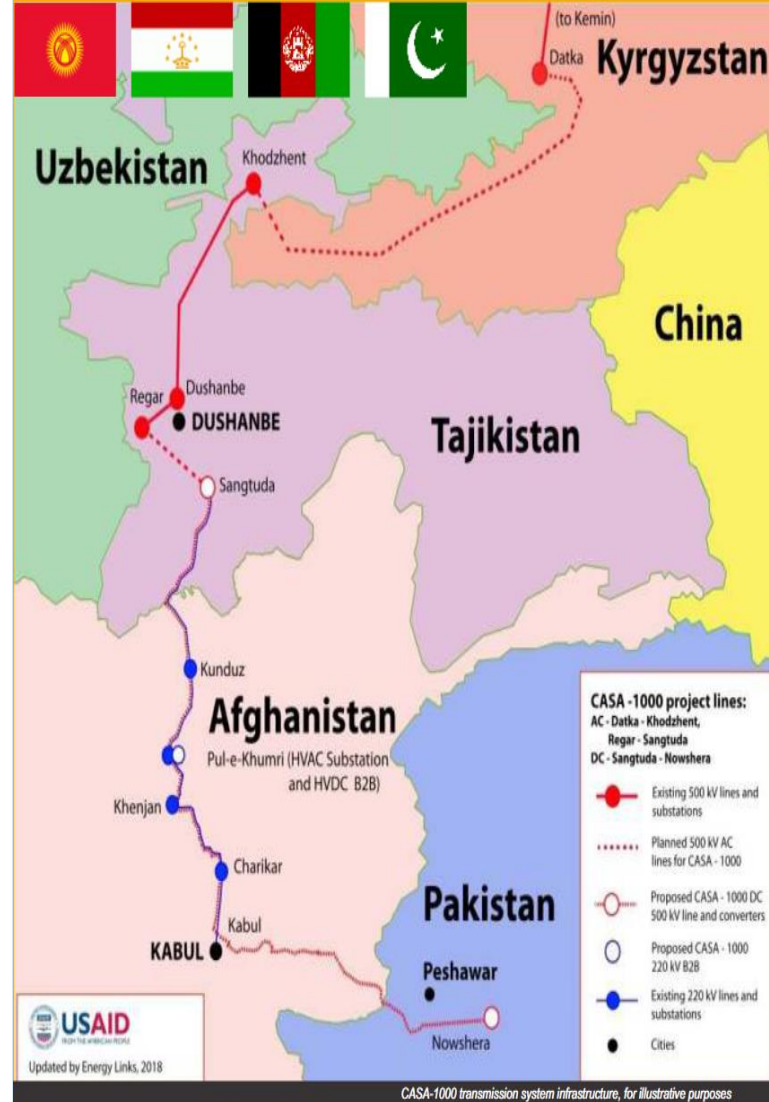 (to Kemin)
Datka
Kyrgyzstan
Uzbekistan
Khodzhent
China
Regar
Dushanbe
DUSHANBE
Tajikistan
Sangtuda
Kunduz
Afghanistan
Pul-e-Khumri (HVAC Substation
and HVDC B2B)
Khenjan
Charikar
Kabul
KABUL
Pakistan
Peshawar
Nowshera
CASA -1000 project lines:
AC - Datka - Khodzhent,
Regar - Sangtuda
DC - Sangtuda - Nowshera
Existing 500 kV lines and
substations
Planned 500 kV AC
lines for CASA - 1000
Proposed CASA - 1000 DC
500 kV line and converters
Proposed CASA - 1000
220 kV B2B
Existing 220 kV lines and
substations
Cities
USAID
FROM THE AMERICAN PEOPLE
Updated by Energy Links, 2018
CASA-1000 transmission system infrastructure, for illustrative purposes